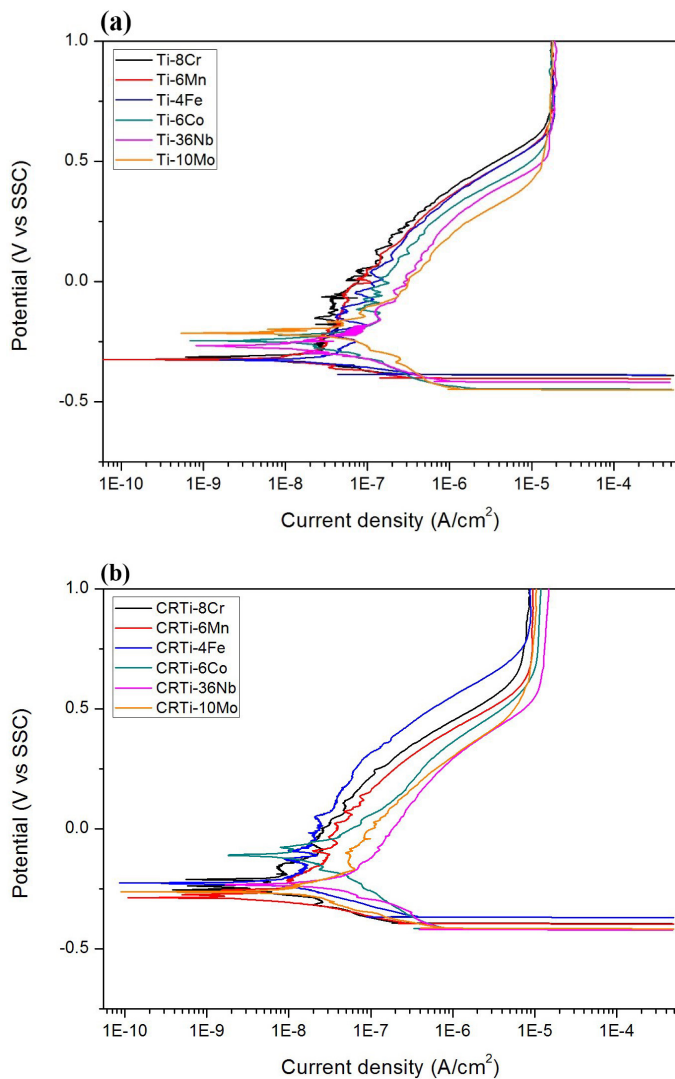 (a)
1.0
0.5
0.0
-0.5
Potential (V vs SSC)
Ti-8Cr
Ti-6Mn
Ti-4Fe
Ti-6Co
Ti-36Nb
Ti-10Mo
1E-10 1E-9 1E-8 1E-7 1E-6 1E-5 1E-4
Current density (A/cm²)
(b)
1.0
0.5
0.0
-0.5
Potential (V vs SSC)
CRTi-8Cr
CRTi-6Mn
CRTi-4Fe
CRTi-6Co
CRTi-36Nb
CRTi-10Mo
1E-10 1E-9 1E-8 1E-7 1E-6 1E-5 1E-4
Current density (A/cm²)